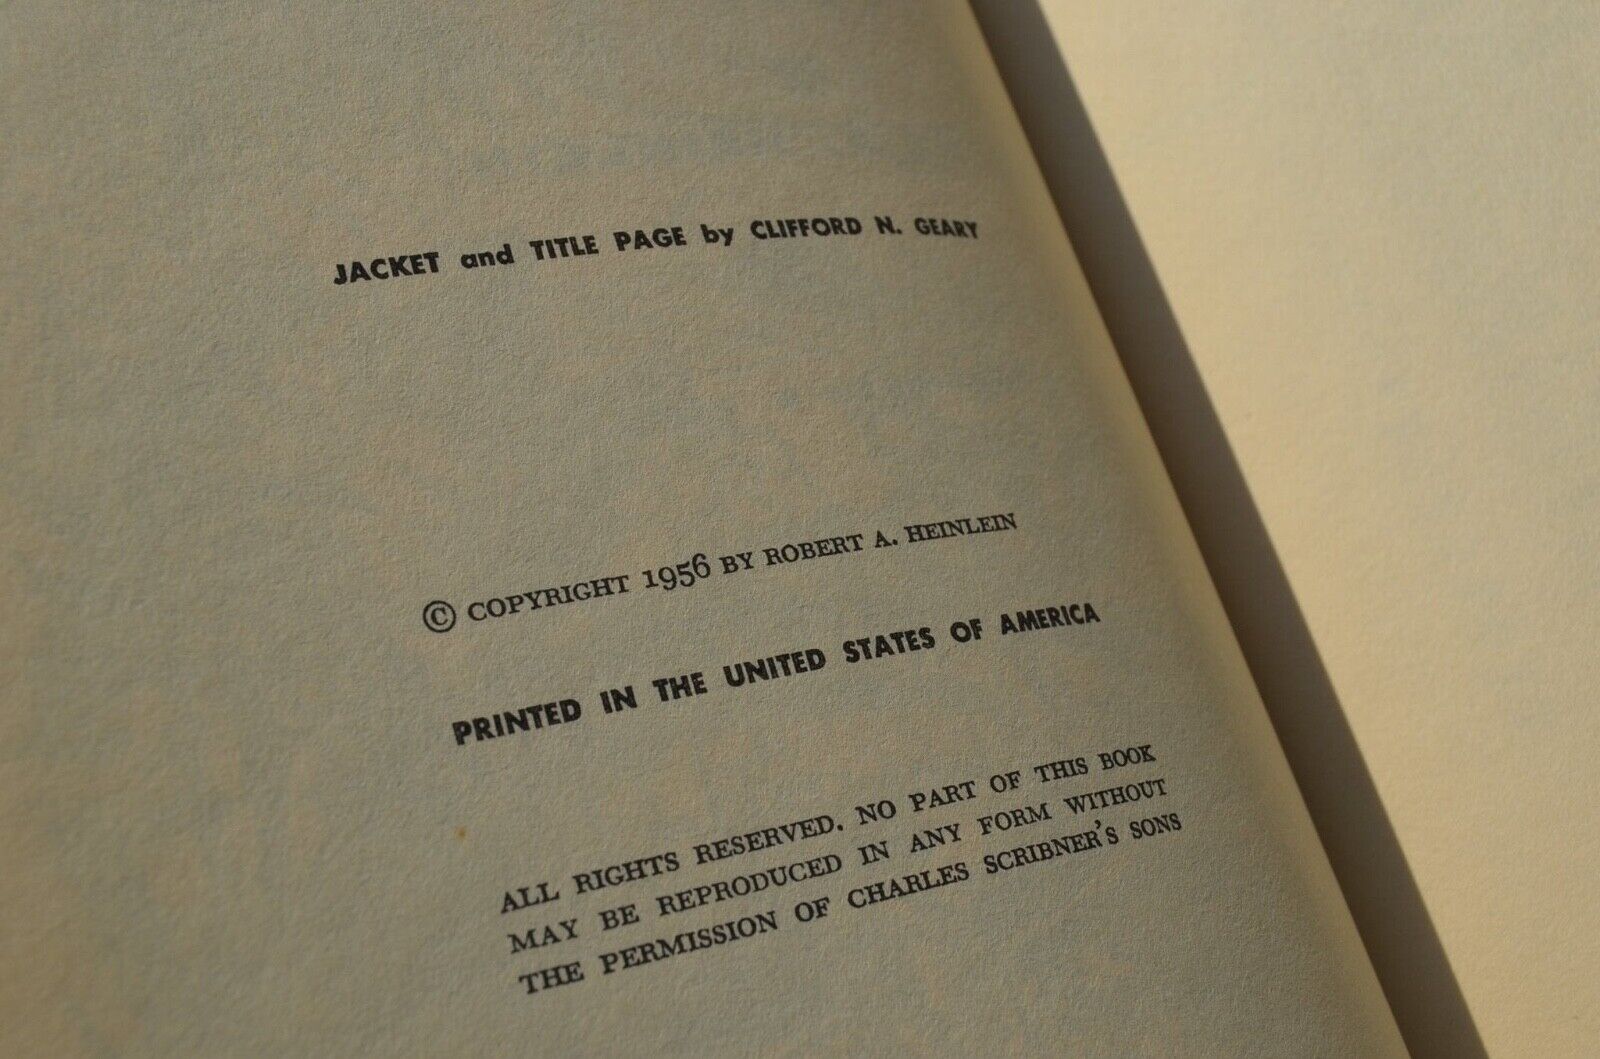 JACKET and TITLE PAGE by CLIFFORD N. GEARY
© COPYRIGHT 1956 BY ROBERT A. HEINLEIN
PRINTED IN THE UNITED STATES OF AMERICA
ALL RIGHTS RESERVED. NO PART OF THIS BOOK
MAY BE REPRODUCED IN ANY FORM WITHOUT
THE PERMISSION OF CHARLES SCRIBNER'S SONS